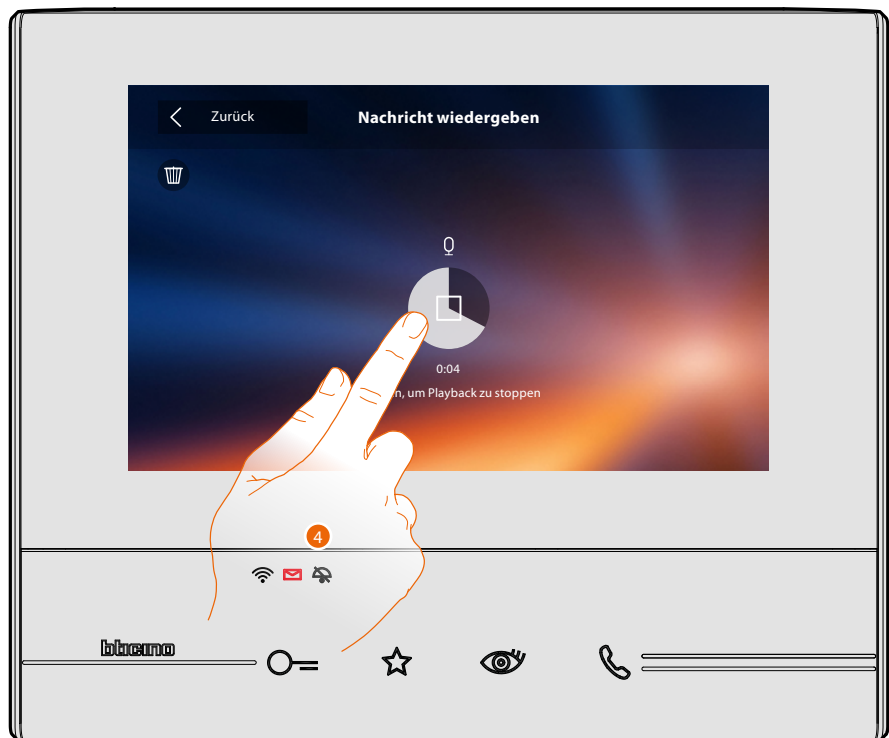 Zurück
Nachricht wiedergeben
0:04
um Playback zu stoppen
4
bticino